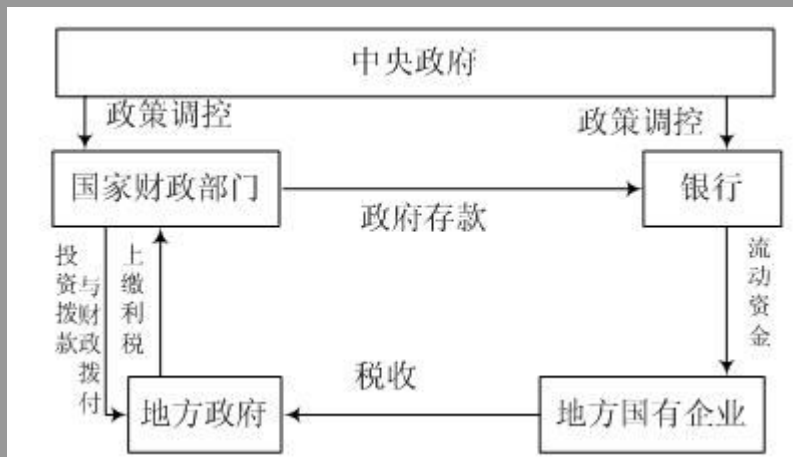 中央政府
政策调控
政策调控
国家财政部门
银行
政府存款
投资拨款
与财政拨付
上缴利税
流动资金
税收
地方政府
地方国有企业